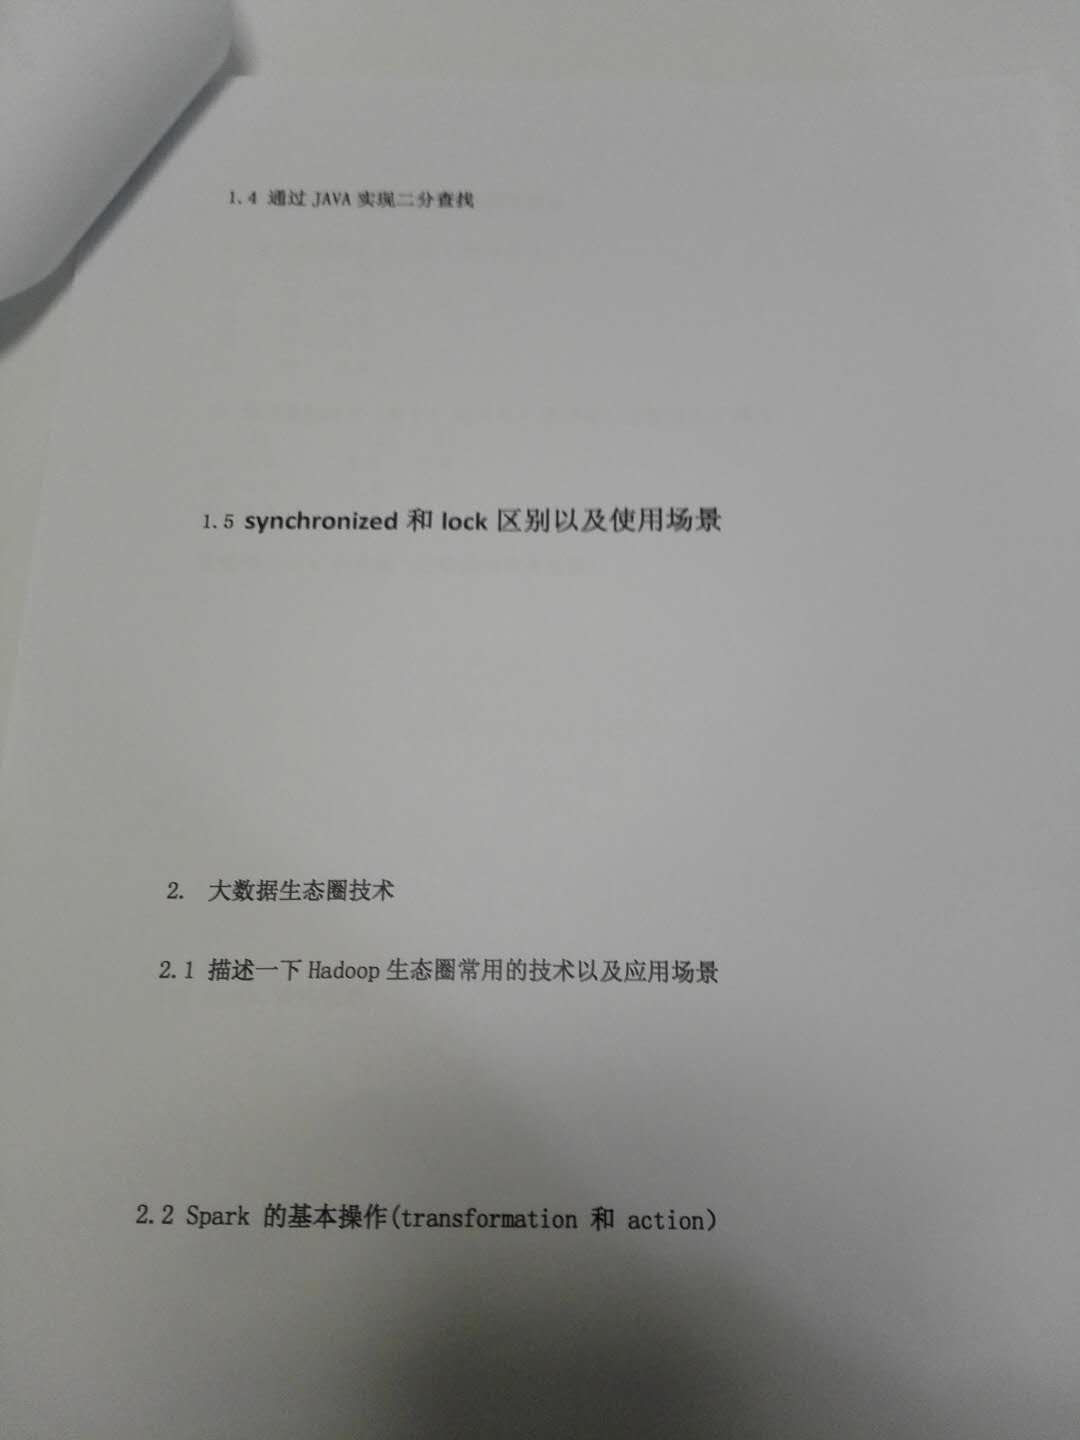 1.4 通过 JAVA 实现二分查找
1.5 synchronized 和 lock 区别以及使用场景
2. 大数据生态圈技术
2.1 描述一下 Hadoop 生态圈常用的技术以及应用场景
2.2 Spark 的基本操作(transformation 和 action)